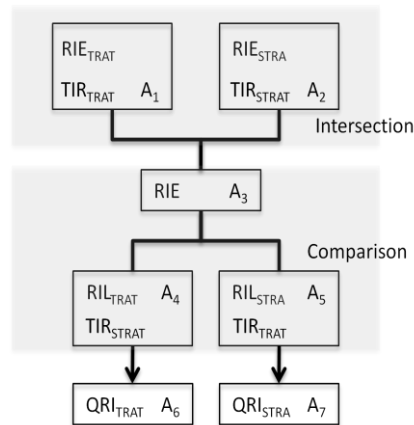 RIE_TRAT RIE_STRA
TIR_TRAT A_1 TIR_STRAT A_2
Intersection
RIE A_3
Comparison
RIL_TRAT A_4 RIL_STRA A_5
TIR_STRAT TIR_TRAT
QRI_TRAT A_6 QRI_STRA A_7